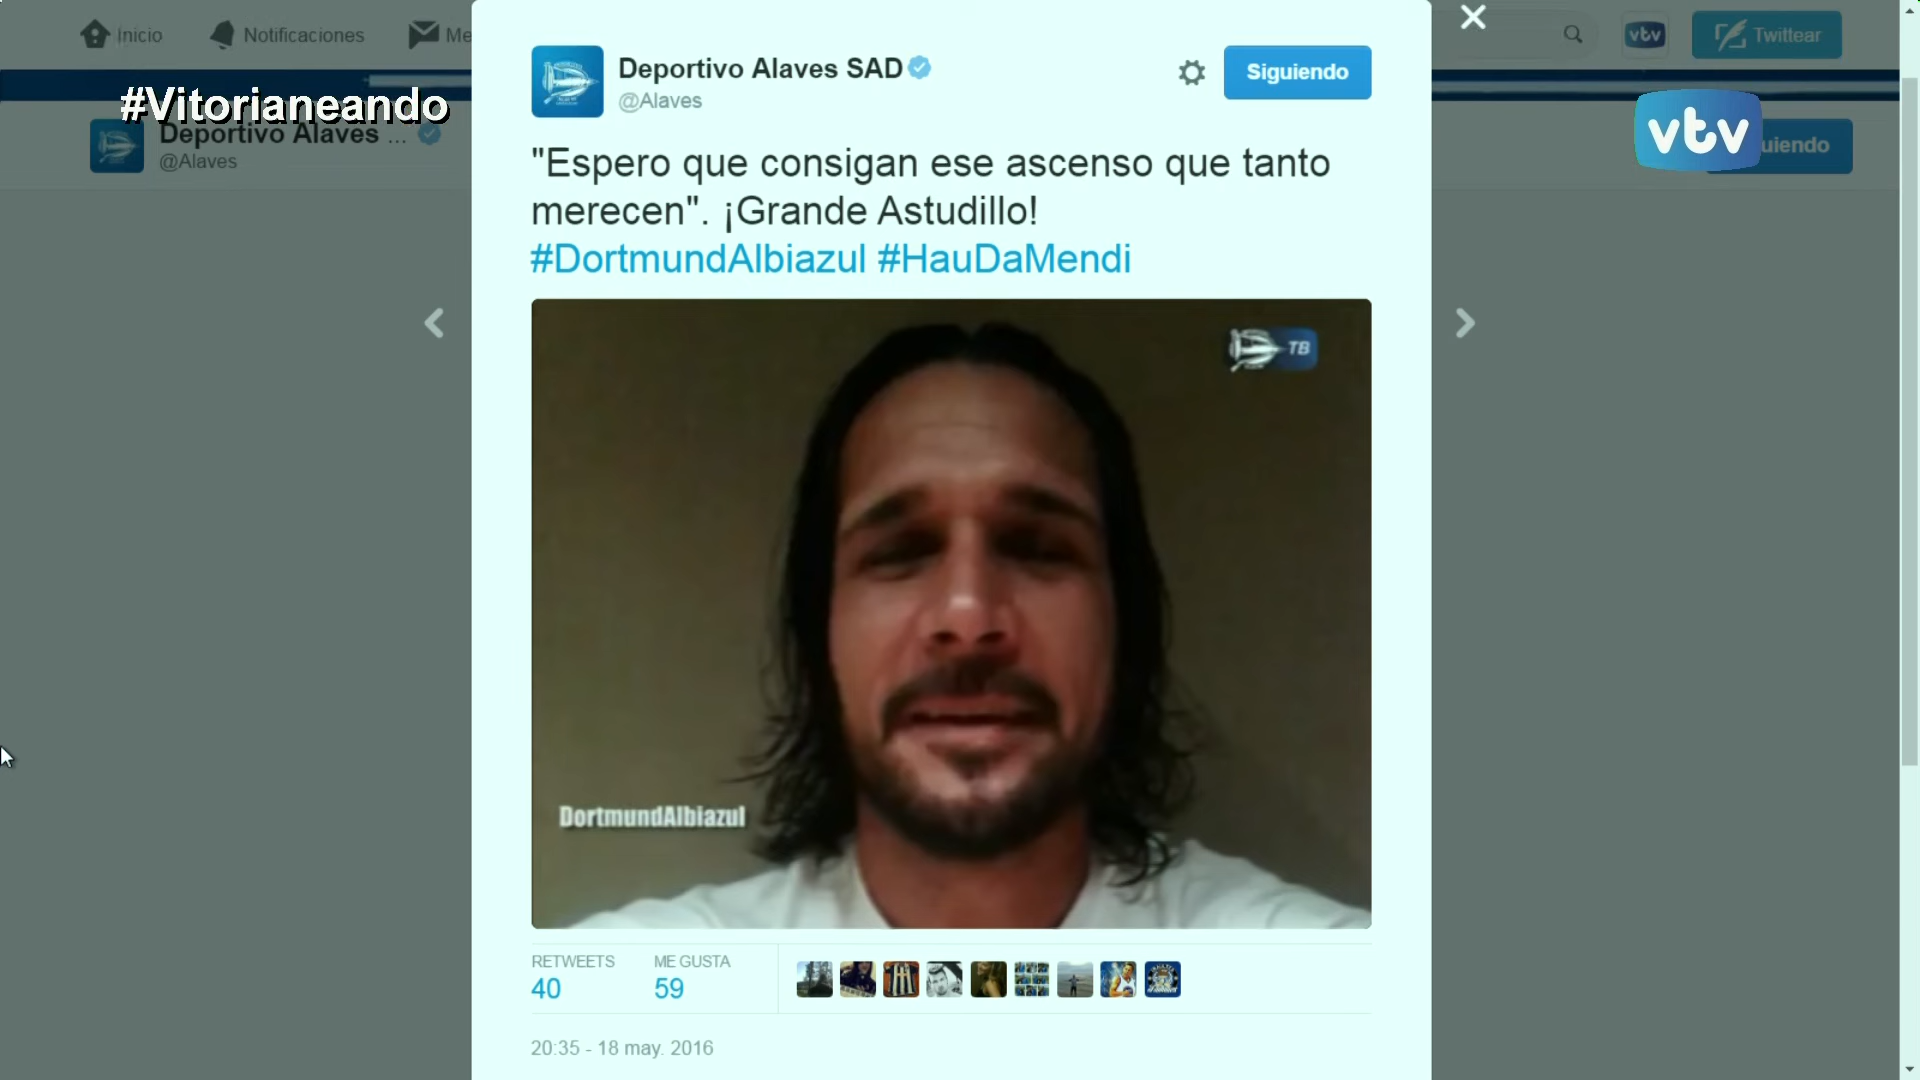 Inicio
Notificaciones
Me
Twittear
#Vitorianeando
Deportivo Alaves ...
@Alaves
vtv
vtv
uiendo
Deportivo Alaves SAD
@Alaves
Siguiendo
"Espero que consigan ese ascenso que tanto
merecen". ¡Grande Astudillo!
#DortmundAlbiazul #HauDaMendi
TB
DortmundAlbiazul
RETWEETS
40
ME GUSTA
59
20:35 - 18 may. 2016